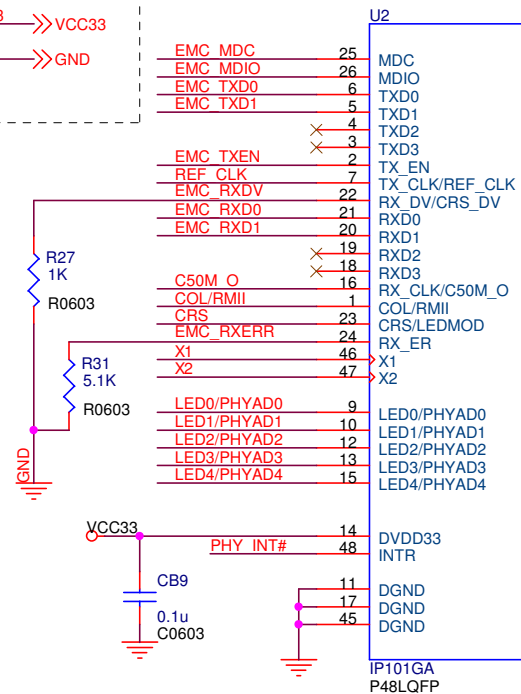 3
VCC33
GND
U2
EMC_MDC 25 MDC
EMC_MDIO 26 MDIO
EMC_TXD0 6 TXD0
EMC_TXD1 5 TXD1
4 TXD2
3 TXD3
EMC_TXEN 2 TX_EN
REF_CLK 7 TX_CLK/REF_CLK
EMC_RXDV 22 RX_DV/CRS_DV
EMC_RXD0 21 RXD0
EMC_RXD1 20 RXD1
19 RXD2
18 RXD3
C50M_O 16 RX_CLK/C50M_O
COL/RMII 1 COL/RMII
CRS 23 CRS/LEDMOD
EMC_RXERR 24 RX_ER
X1 46 X1
X2 47 X2
R27
1K
R0603
R31
5.1K
R0603
GND
LED0/PHYAD0 9 LED0/PHYAD0
LED1/PHYAD1 10 LED1/PHYAD1
LED2/PHYAD2 12 LED2/PHYAD2
LED3/PHYAD3 13 LED3/PHYAD3
LED4/PHYAD4 15 LED4/PHYAD4
VCC33 14 DVDD33
PHY_INT# 48 INTR
CB9
0.1u
C0603
11 DGND
17 DGND
45 DGND
IP101GA
P48LQFP